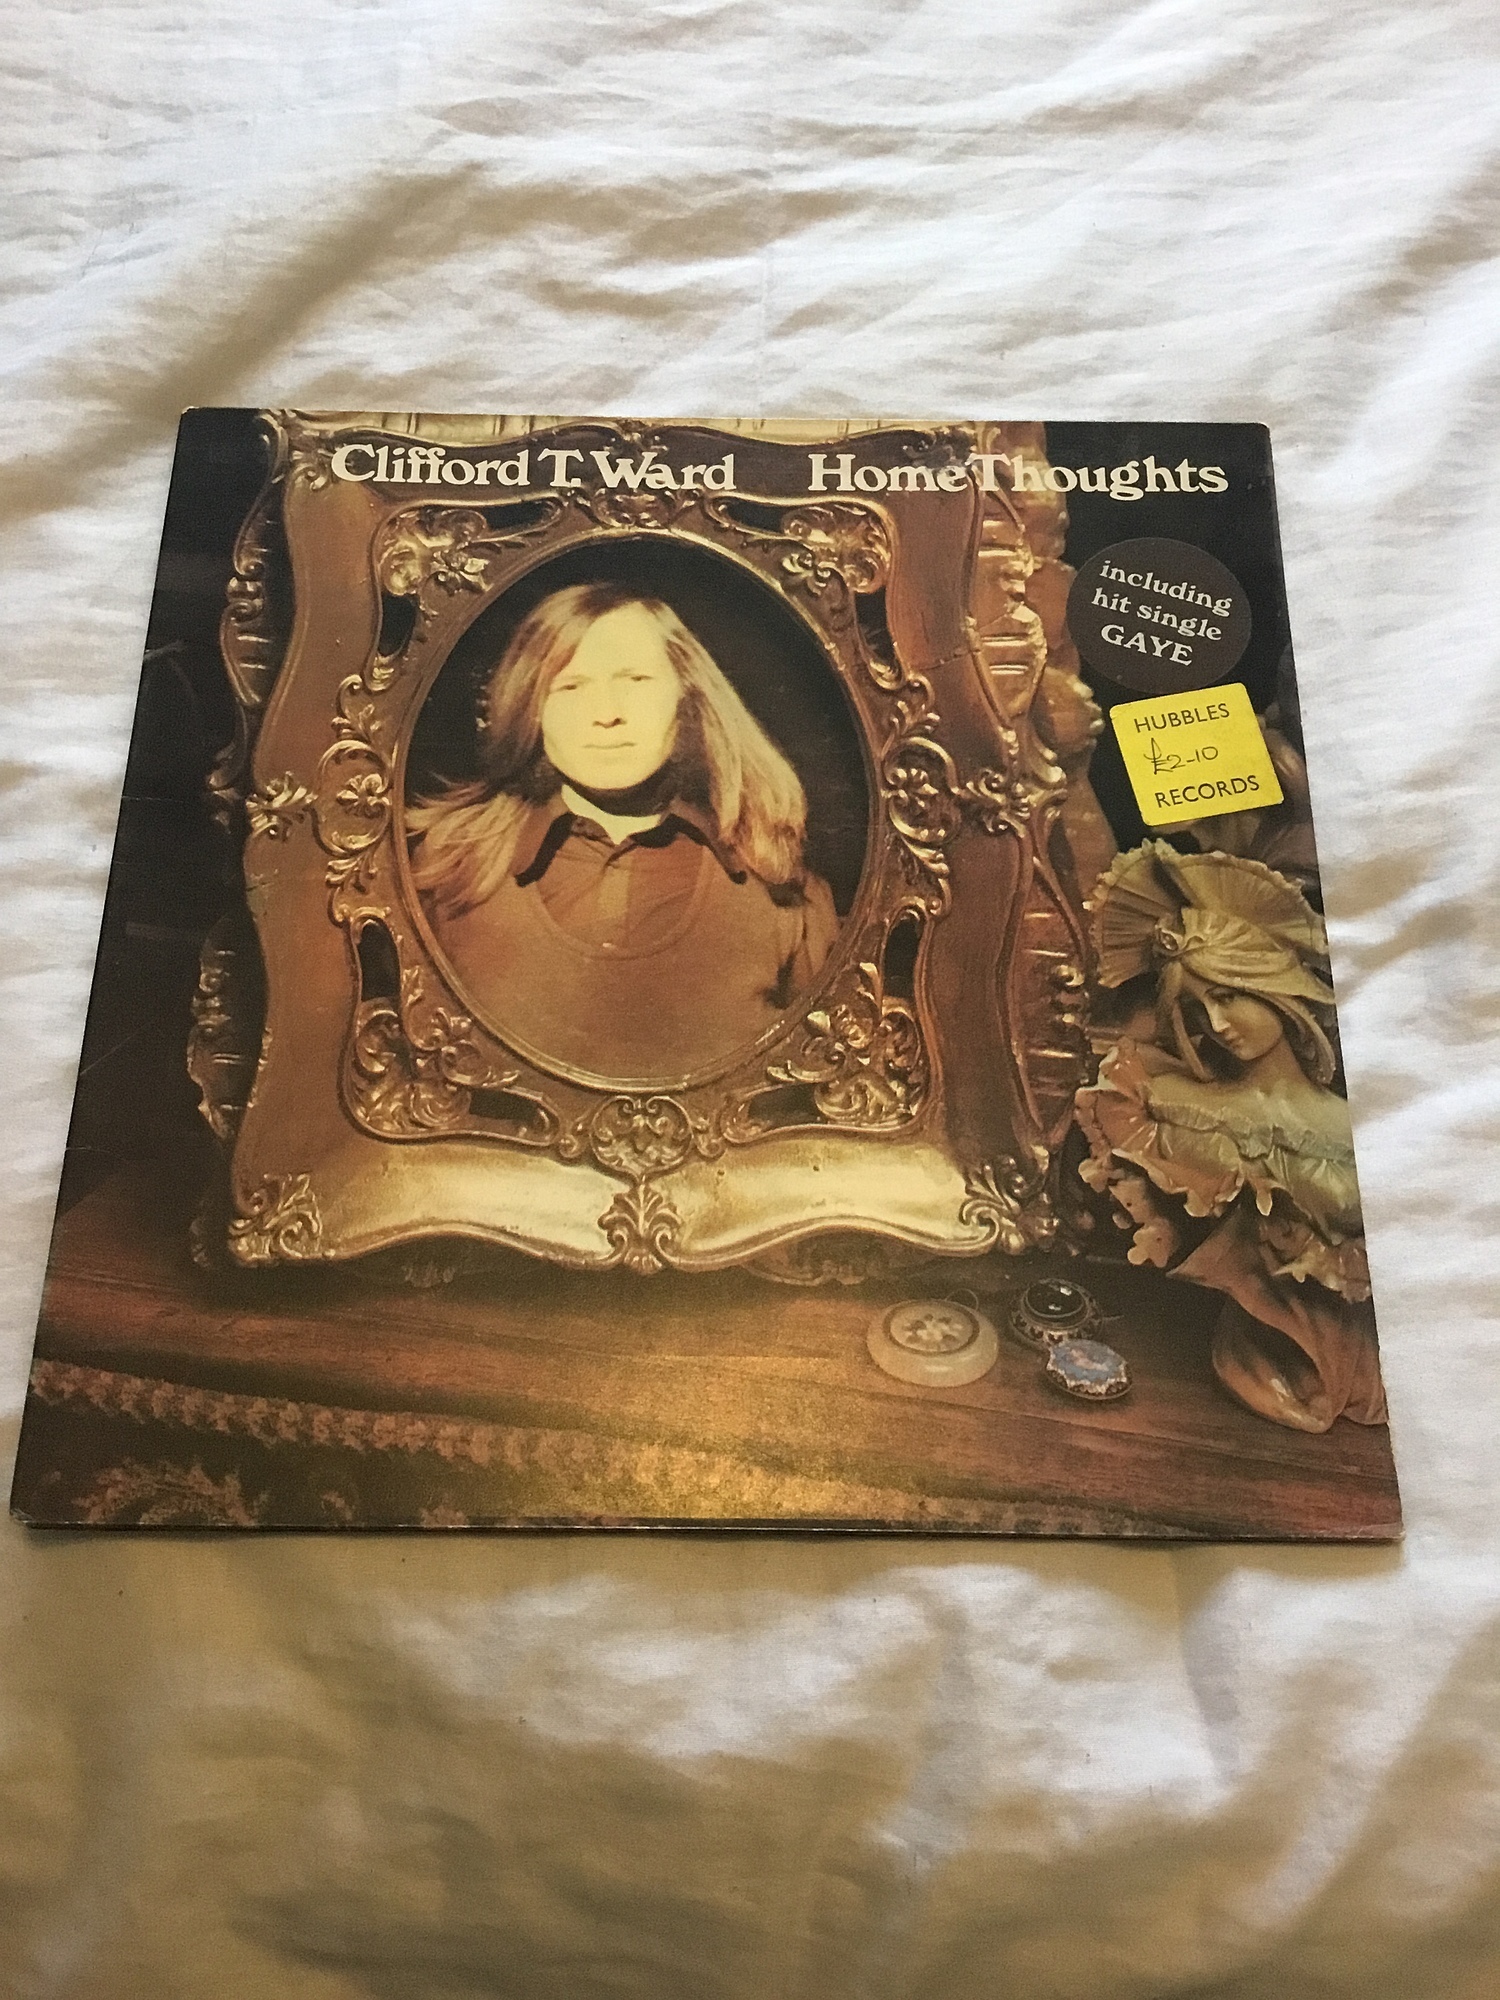 Clifford T. Ward Home Thoughts
including
hit single
GAYE
HUBBLES
£2-10
RECORDS